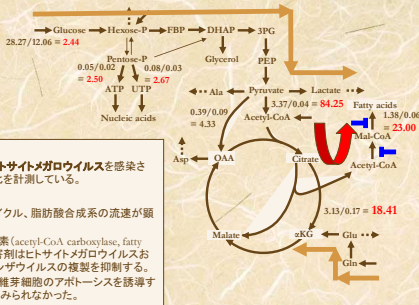 Glucose Hexose-P FBP DHAP 3PG
28.27/12.06 = 2.44
Pentose-P Glycerol PEP
0.05/0.02 0.08/0.03
= 2.50 = 2.67
ATP UTP
Nucleic acids
Ala Pyruvate Lactate
3.37/0.04 = 84.25
Fatty acids
0.39/0.09
= 4.33
Acetyl-CoA
1.38/0.06
= 23.00
Mal-CoA
Asp OAA Citrate Acetyl-CoA
3.13/0.17 = 18.41
Malate αKG Glu
Gln
トサイトメガロウイルスを感染さ
化を計測している。
イクル、脂肪酸合成系の流速が顕
素(acetyl-CoA carboxylase, fatty
害剤はヒトサイトメガロウイルスお
ンザウイルスの複製を抑制する。
維芽細胞のアポトーシスを誘導す
みられなかった。